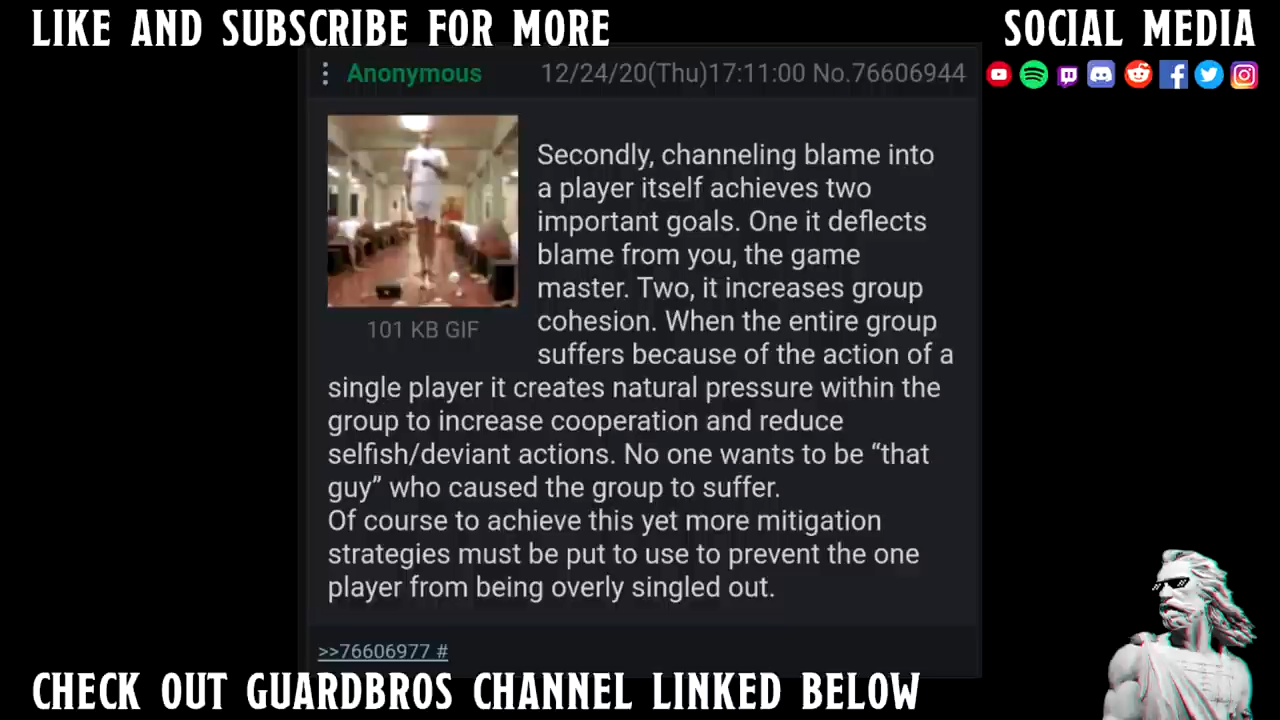 LIKE AND SUBSCRIBE FOR MORE
SOCIAL MEDIA
Anonymous 12/24/20(Thu)17:11:00 No.76606944
Secondly, channeling blame into
a player itself achieves two
important goals. One it deflects
blame from you, the game
master. Two, it increases group
cohesion. When the entire group
suffers because of the action of a
101 KB GIF
single player it creates natural pressure within the
group to increase cooperation and reduce
selfish/deviant actions. No one wants to be “that
guy” who caused the group to suffer.
Of course to achieve this yet more mitigation
strategies must be put to use to prevent the one
player from being overly singled out.
>>76606977 #
CHECK OUT GUARDBROS CHANNEL LINKED BELOW